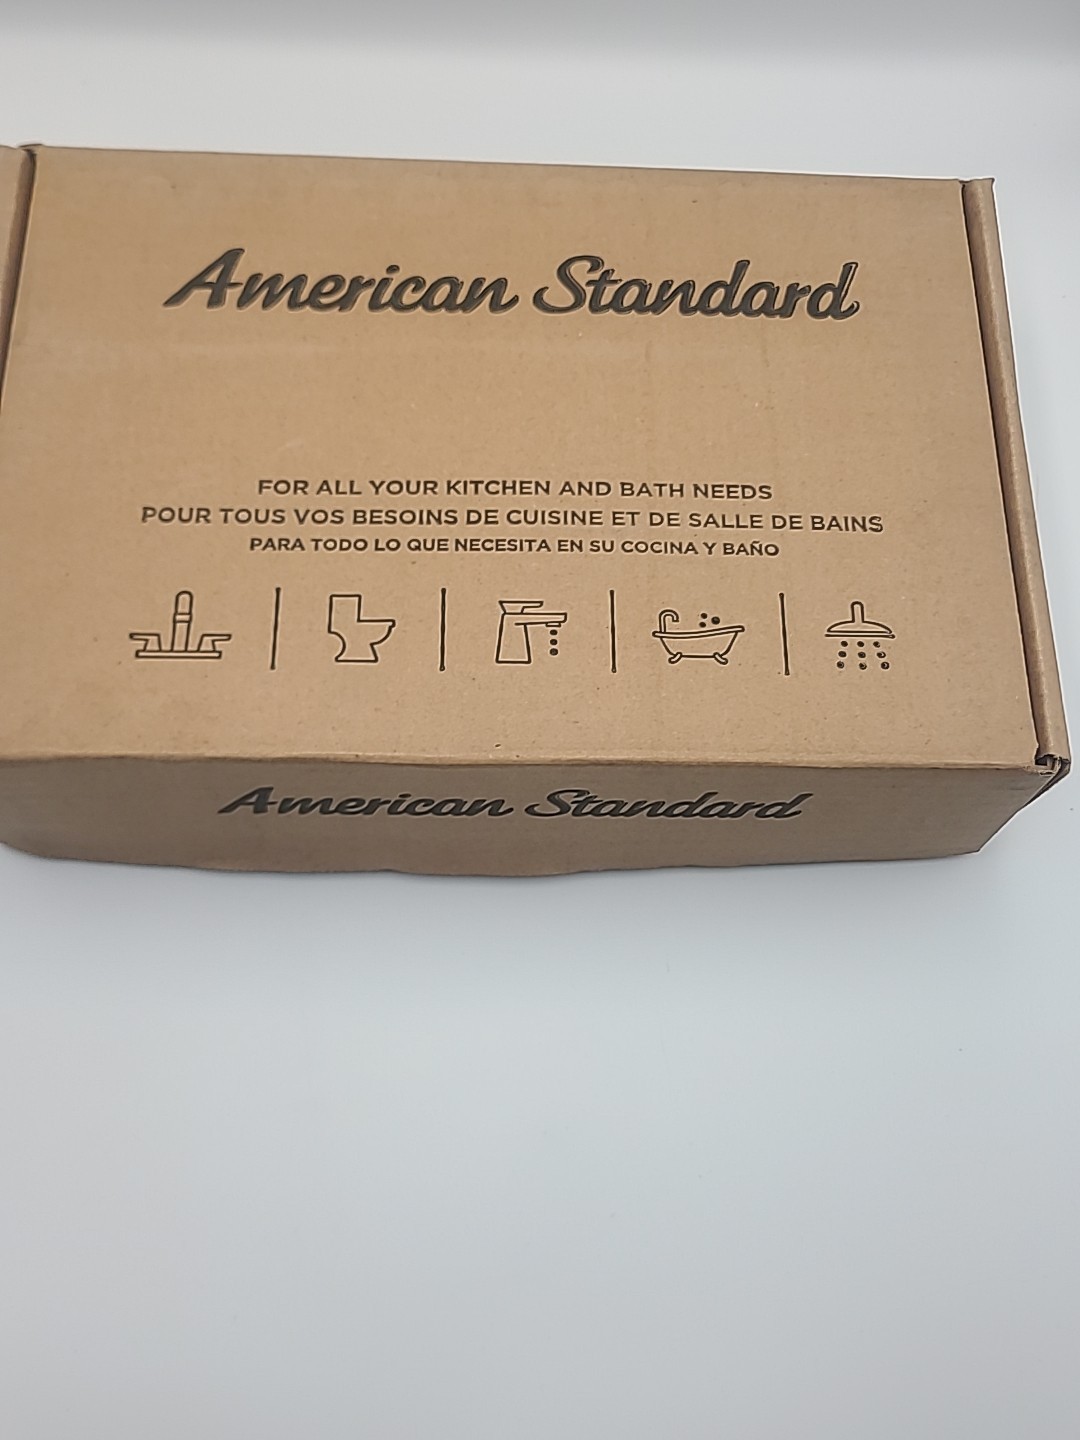 American Standard
FOR ALL YOUR KITCHEN AND BATH NEEDS
POUR TOUS VOS BESOINS DE CUISINE ET DE SALLE DE BAINS
PARA TODO LO QUE NECESITA EN SU COCINA Y BAÑO
American Standard